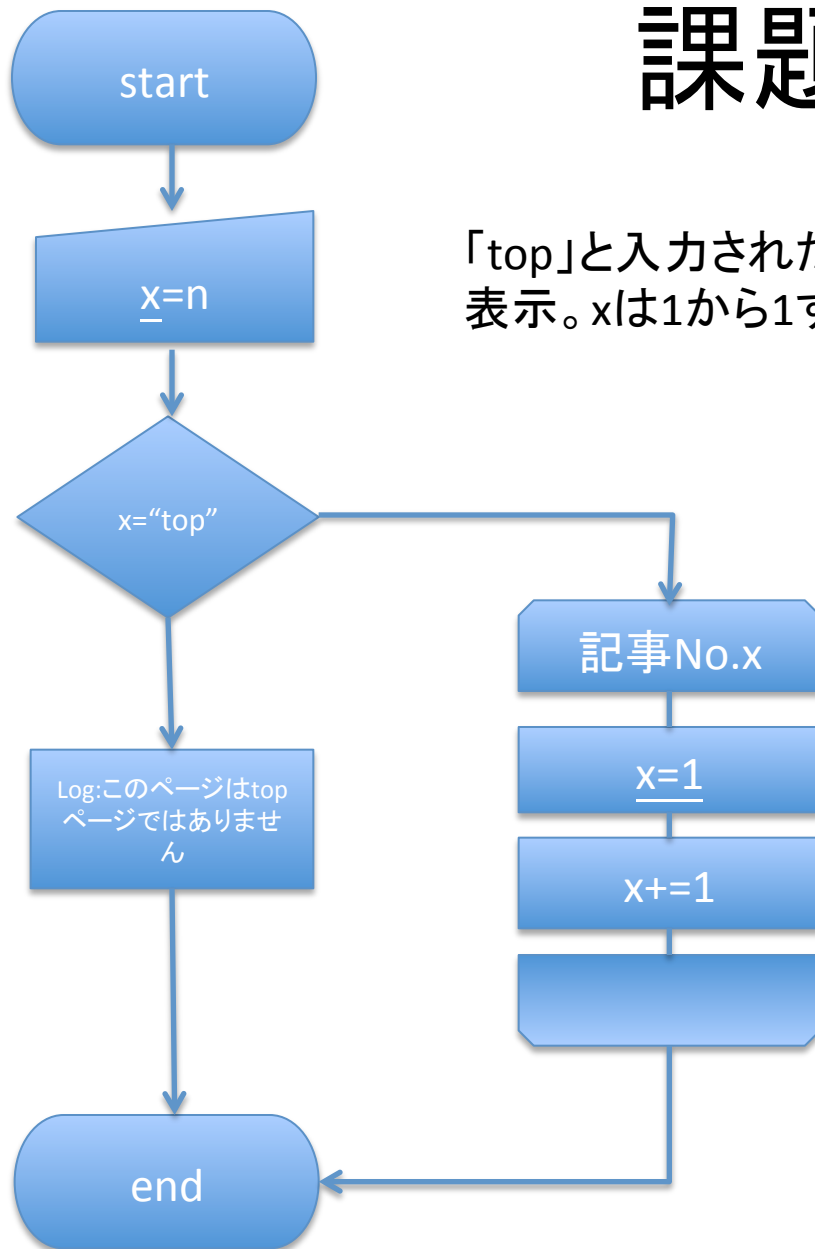 課題
start
「top」と入力された
表示。xは1から1ず
x=n
x=“top”
記事No.x
x=1
Log:このページはtop
ページではありませ
ん
x+=1
end